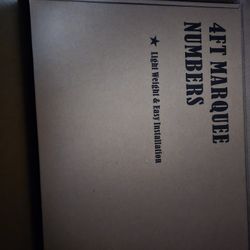 4FT MARQUEE
NUMBERS
★ Light Weight & Easy Installation